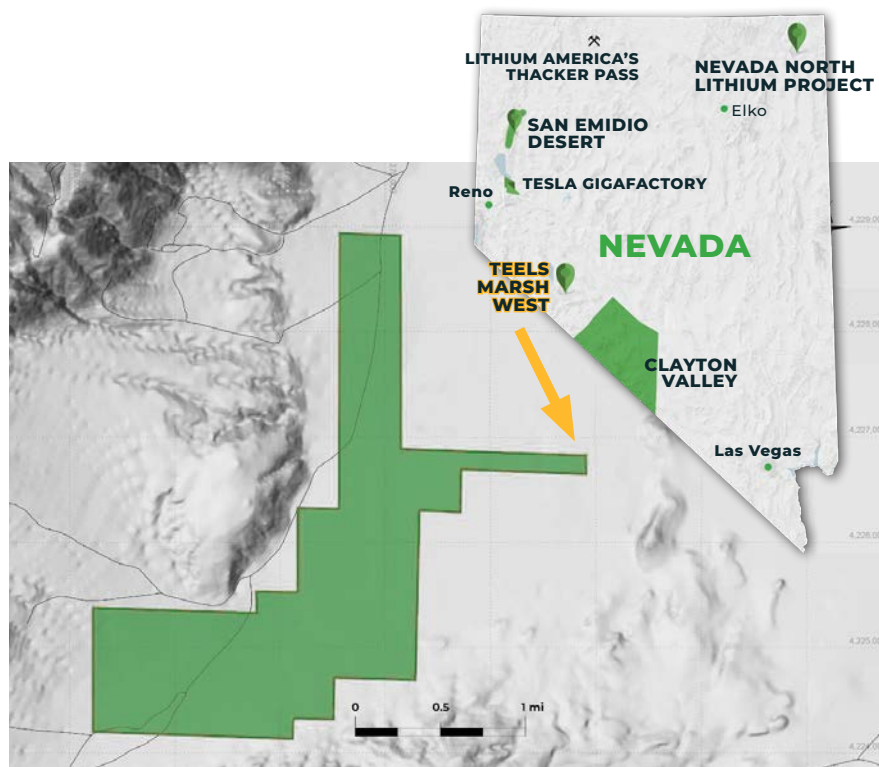 LITHIUM AMERICA'S
THACKER PASS
NEVADA NORTH
LITHIUM PROJECT
Elko
SAN EMIDIO
DESERT
TESLA GIGAFACTORY
Reno
NEVADA
TEELS
MARSH
WEST
CLAYTON
VALLEY
Las Vegas
0 0.5 1 mi